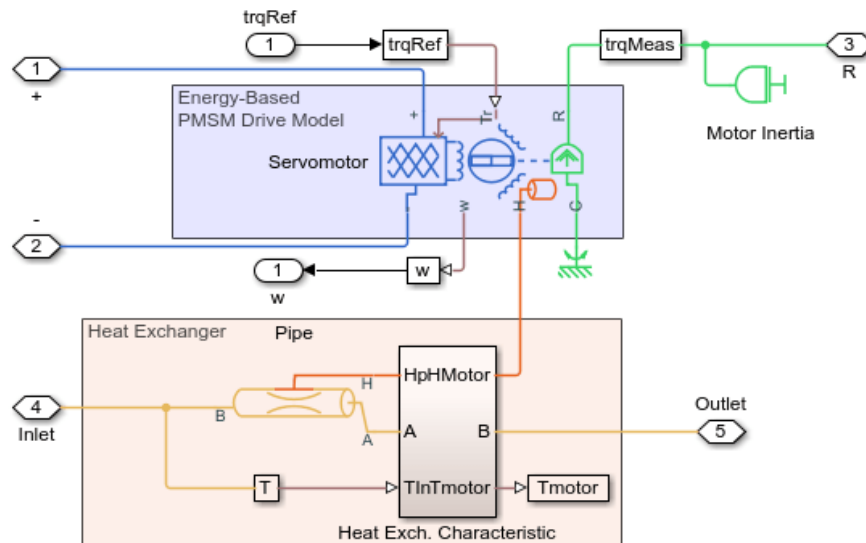 trqRef
1
trqRef
trqMeas
3
R
1
+
Energy-Based
PMSM Drive Model
+
Tr
R
Servomotor
Motor Inertia
-
w
H
C
-
2
1
w
w
Heat Exchanger
Pipe
H
HpHMotor
4
Inlet
B
A
A
B
Outlet
5
T
TInTmotor
Tmotor
Heat Exch. Characteristic